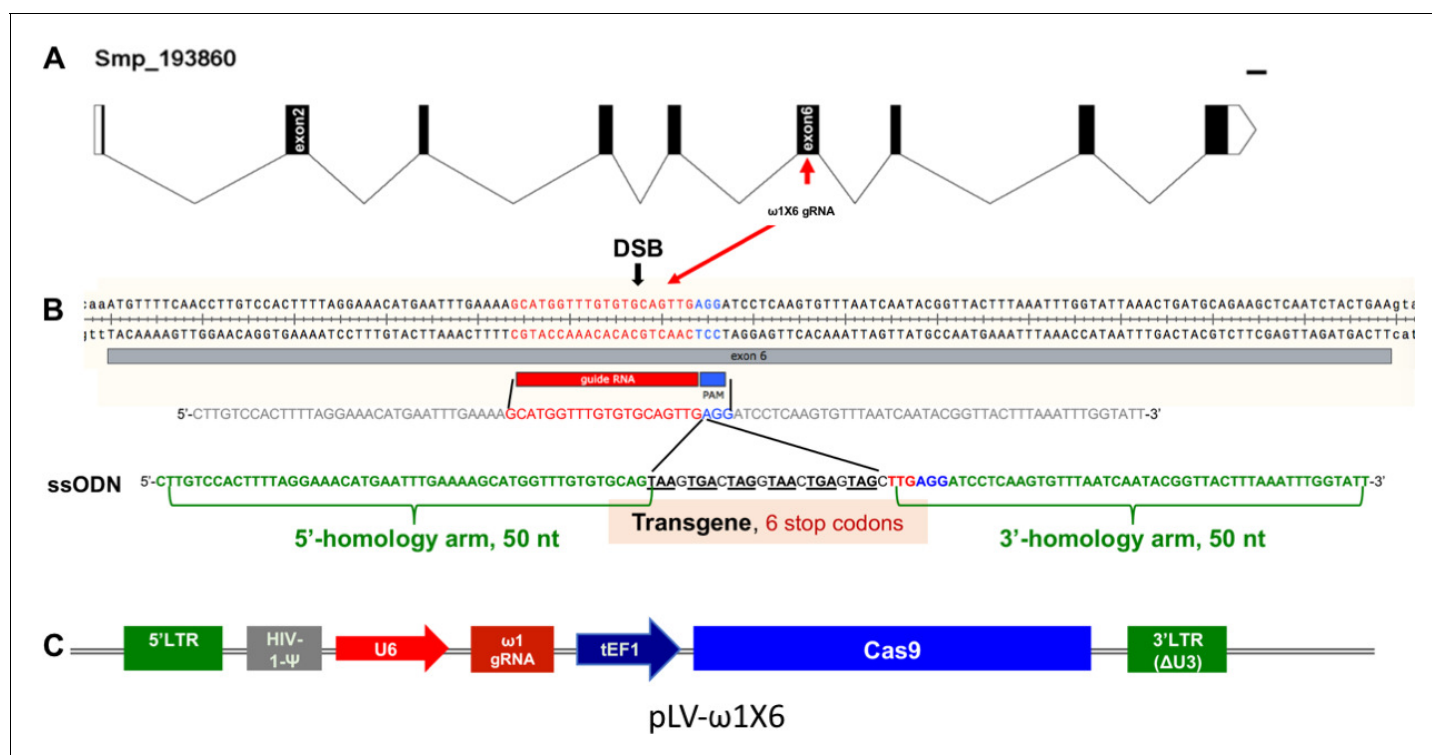 A Smp_193860
exon2
exon6
ω1X6 gRNA
DSB
B
caaATGTTTTCAACCTTGTCCACTTTTAGGAAACATGAATTTGAAAAGCATGGTTTGTGTGCAGTTGAGGATCCTCAAGTGTTTAATCAATACGGTTACTTTAAATTTGGTATTAAACTGATGCAGAAGCTCAATCTACTGAAgta
gttTACAAAAGTTGGAACAGGTGAAAATCCTTTGTACTTAAACTTTTCGTACCAAACACACGTCAACTCCTAGGAGTTCACAAATTAGTTATGCCAATGAAATTTAAACCATAATTTGACTACGTCTTCGAGTTAGATGACTTcat
exon 6
guide RNA
PAM
5'-CTTGTCCACTTTTAGGAAACATGAATTTGAAAAGCATGGTTTGTGTGCAGTTGAGGATCCTCAAGTGTTTAATCAATACGGTTACTTTAAATTTGGTATT-3'
ssODN 5'-CTTGTCCACTTTTAGGAAACATGAATTTGAAAAGCATGGTTTGTGTGCAGTAAGTGACTAGGTAACTGAGTAGCTTGAGGATCCTCAAGTGTTTAATCAATACGGTTACTTTAAATTTGGTATT-3'
Transgene, 6 stop codons
5'-homology arm, 50 nt
3'-homology arm, 50 nt
C
5'LTR
HIV-
1-Ψ
U6
ω1
gRNA
tEF1
Cas9
3'LTR
(ΔU3)
pLV-ω1X6